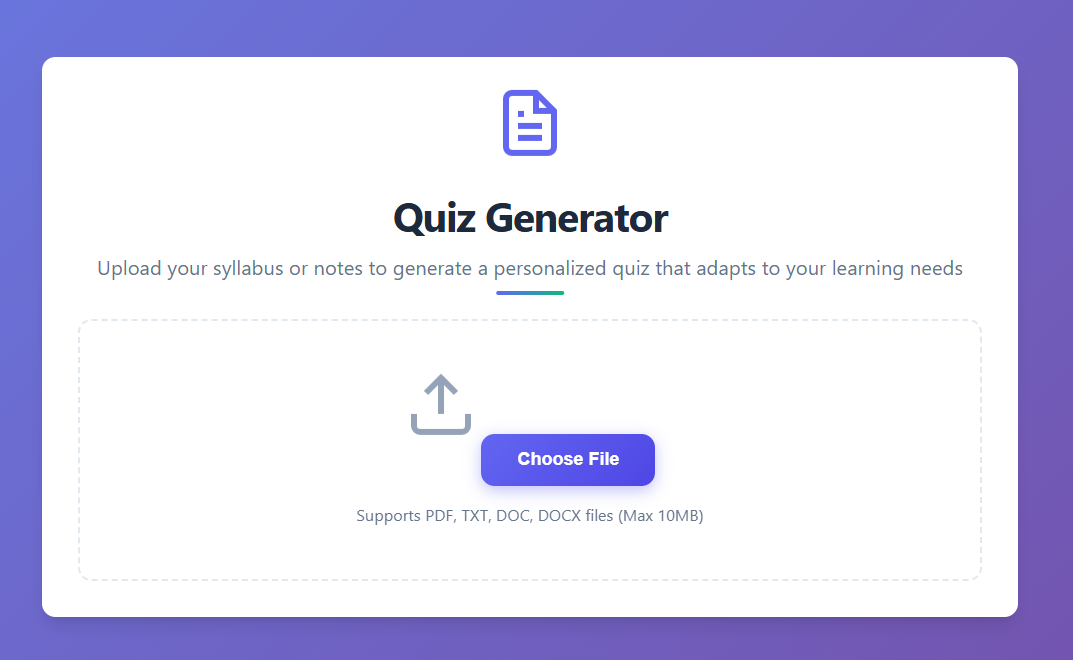 Quiz Generator
Upload your syllabus or notes to generate a personalized quiz that adapts to your learning needs
Choose File
Supports PDF, TXT, DOC, DOCX files (Max 10MB)